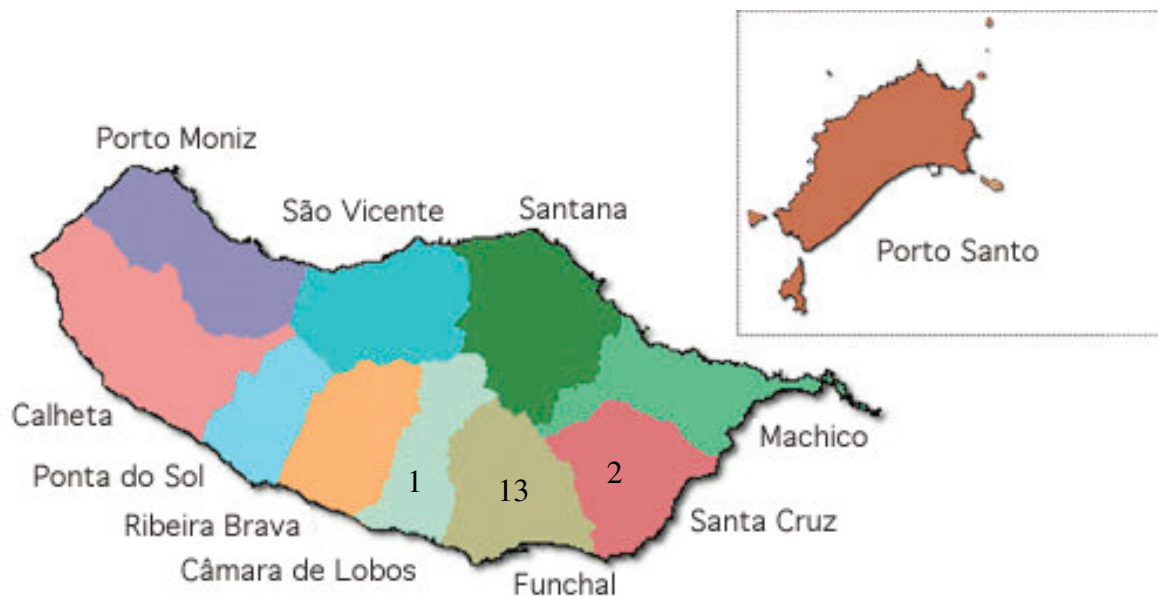 Porto Moniz
São Vicente
Santana
Porto Santo
Calheta
Machico
Ponta do Sol
1
13
2
Ribeira Brava
Santa Cruz
Câmara de Lobos
Funchal